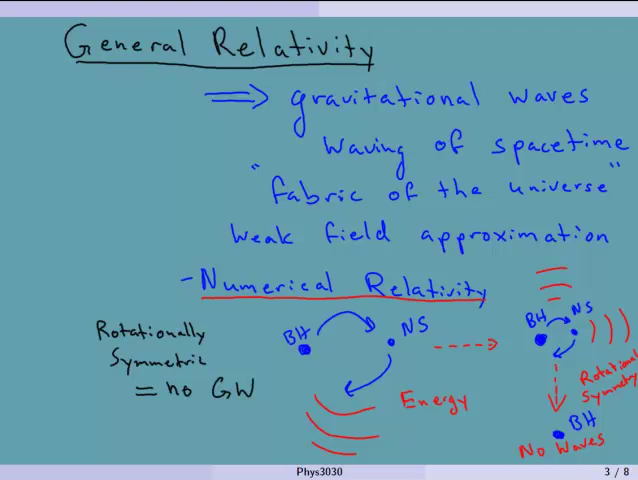 General Relativity
⟹ gravitational waves
Waving of spacetime
"fabric of the universe"
Weak field approximation
- Numerical Relativity
BH NS
BH NS
Rotationally
Symmetric
= no GW
Energy
Rotational
Symmetry
BH
No Waves
Phys3030
3 / 8